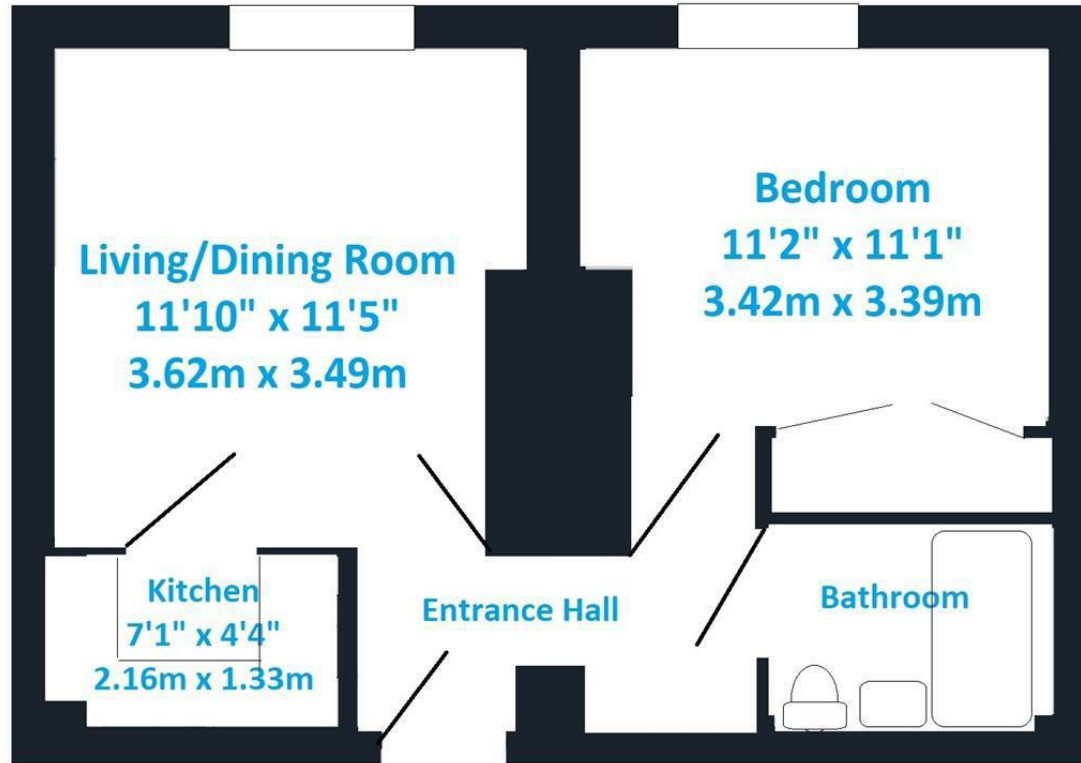 Living/Dining Room
11'10" x 11'5"
3.62m x 3.49m
Bedroom
11'2" x 11'1"
3.42m x 3.39m
Kitchen
7'1" x 4'4"
2.16m x 1.33m
Entrance Hall
Bathroom